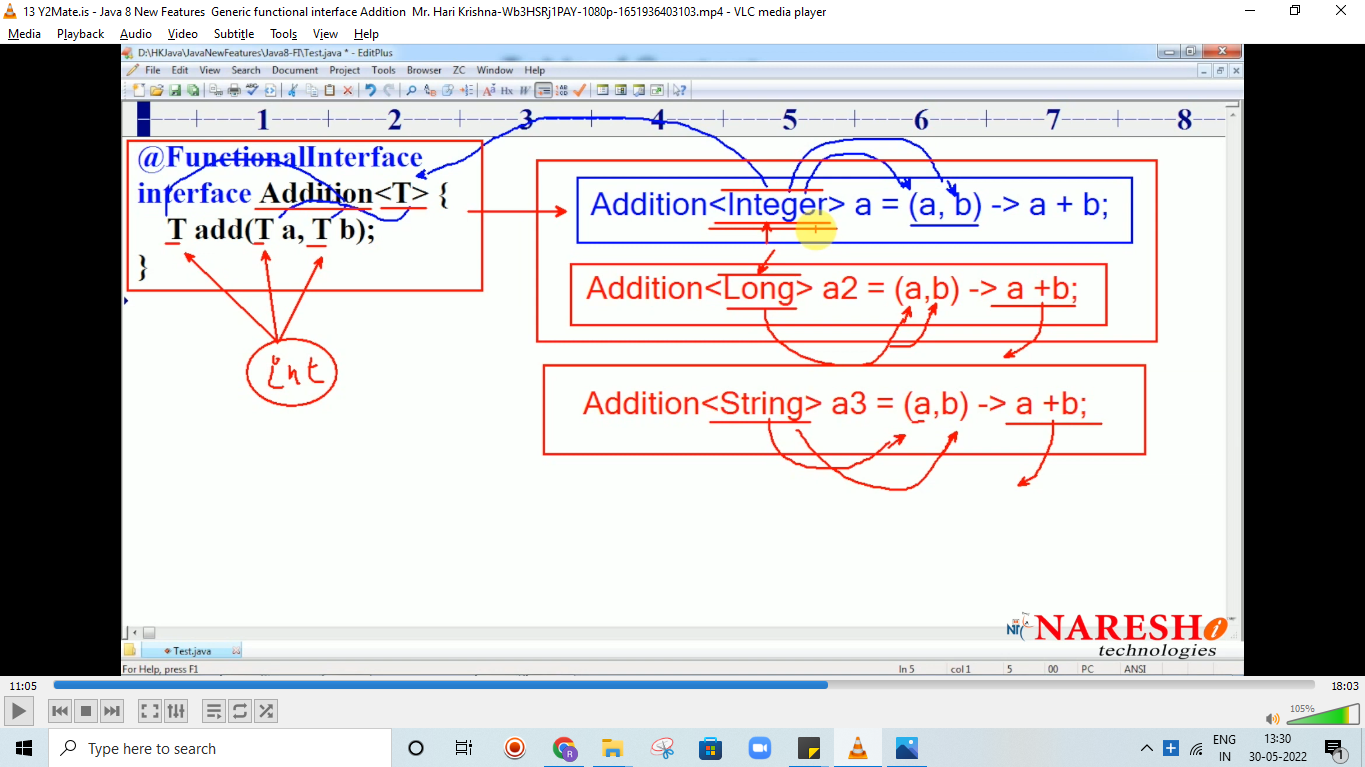 13 Y2Mate.is - Java 8 New Features Generic functional interface Addition Mr. Hari Krishna-Wb3HSRj1PAY-1080p-1651936403103.mp4 - VLC media player
Media Playback Audio Video Subtitle Tools View Help
D:\HKJava\JavaNewFeatures\Java8-FI\Test.java * - EditPlus
File Edit View Search Document Project Tools Browser ZC Window Help
1 2 3 4 5 6 7 8
@FunctionalInterface
interface Addition<T> {
T add(T a, T b);
}
int
Addition<Integer> a = (a, b) -> a + b;
Addition<Long> a2 = (a,b) -> a +b;
Addition<String> a3 = (a,b) -> a +b;
NARESH i
technologies
Test.java
For Help, press F1 ln 5 col 1 5 00 PC ANSI
11:05 18:03
105%
Type here to search
ENG
IN
13:30
30-05-2022
1